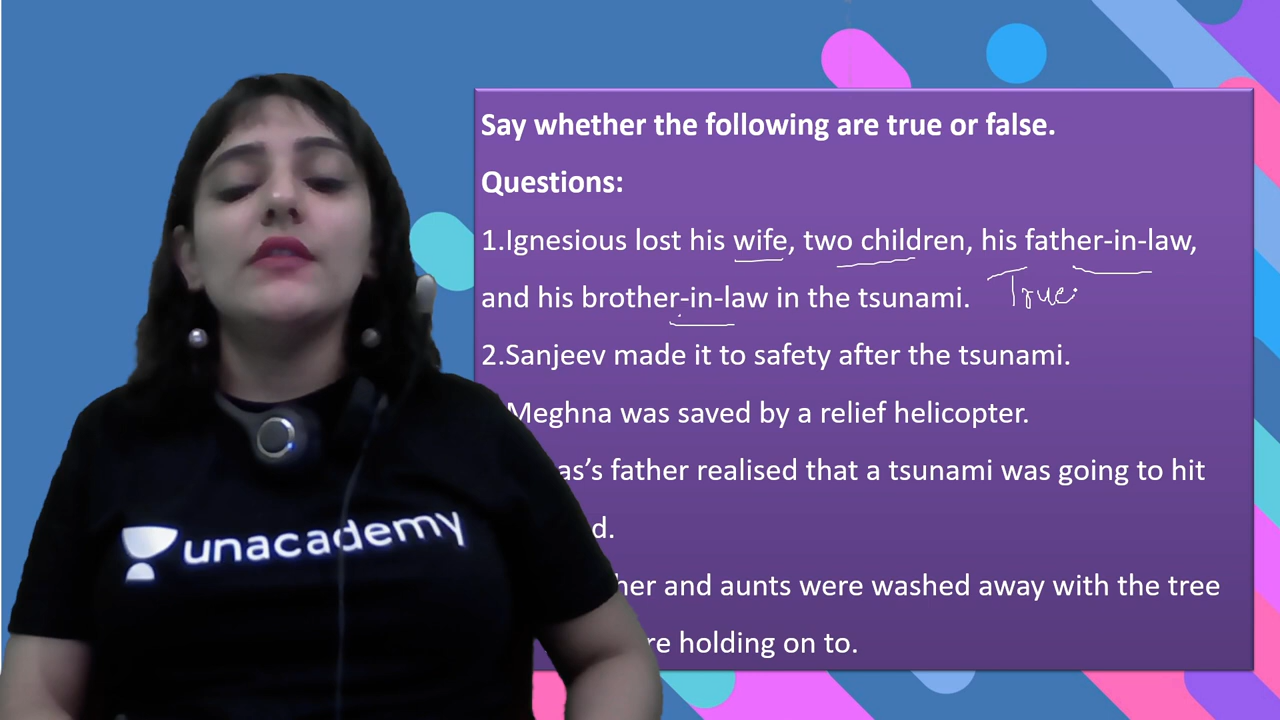 Say whether the following are true or false.
Questions:
1.Ignesious lost his wife, two children, his father-in-law,
and his brother-in-law in the tsunami. True.
2.Sanjeev made it to safety after the tsunami.
Meghna was saved by a relief helicopter.
as's father realised that a tsunami was going to hit
d.
her and aunts were washed away with the tree
re holding on to.
unacademy